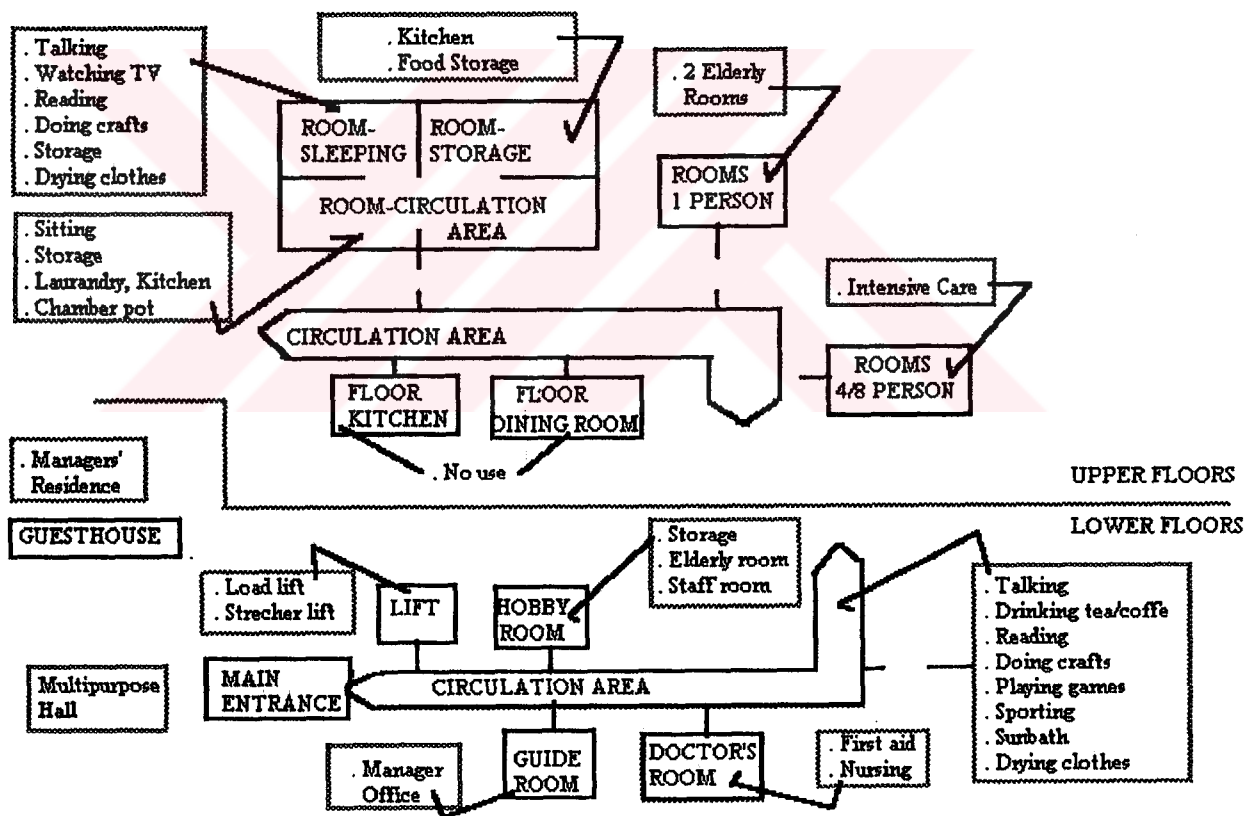 . Talking
. Watching TV
. Reading
. Doing crafts
. Storage
. Drying clothes
. Kitchen
. Food Storage
. 2 Elderly
Rooms
ROOM-
SLEEPING
ROOM-
STORAGE
ROOM-CIRCULATION
AREA
ROOMS
1 PERSON
. Sitting
. Storage
. Laurandry, Kitchen
. Chamber pot
. Intensive Care
CIRCULATION AREA
ROOMS
4/8 PERSON
FLOOR
KITCHEN
FLOOR
DINING ROOM
. No use
. Managers'
Residence
UPPER FLOORS
GUESTHOUSE
LOWER FLOORS
. Load lift
. Strecher lift
LIFT
HOBBY
ROOM
. Storage
. Elderly room
. Staff room
. Talking
. Drinking tea/coffe
. Reading
. Doing crafts
. Playing games
. Sporting
. Sunbath
. Drying clothes
Multipurpose
Hall
MAIN
ENTRANCE
CIRCULATION AREA
. Manager
Office
GUIDE
ROOM
DOCTOR'S
ROOM
. First aid
. Nursing